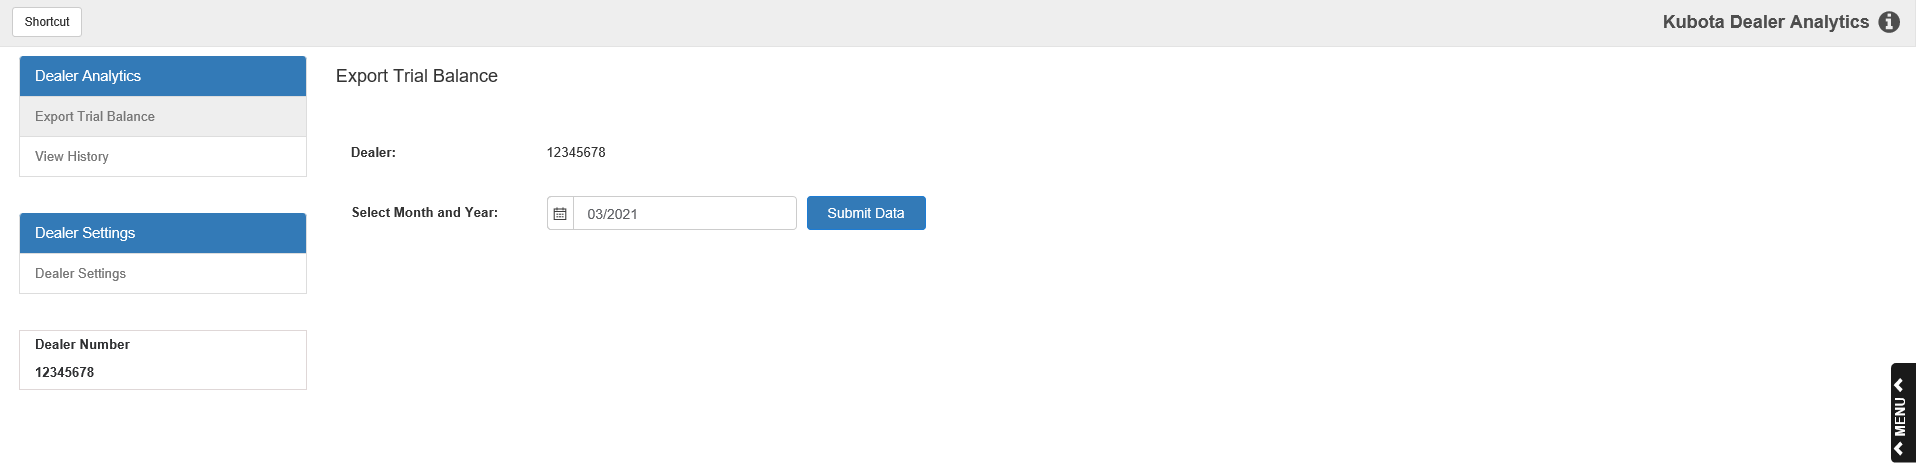 Shortcut
Kubota Dealer Analytics
Dealer Analytics
Export Trial Balance
View History
Dealer Settings
Dealer Settings
Dealer Number
12345678
Export Trial Balance
Dealer: 12345678
Select Month and Year: 03/2021 Submit Data
MENU